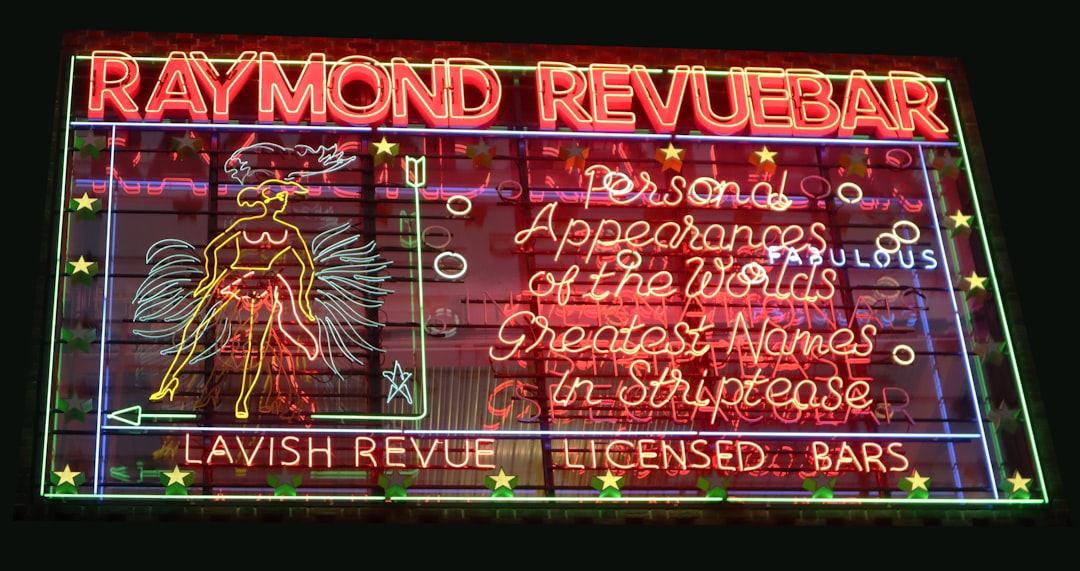 RAYMOND REVUEBAR
Personal
Appearances
FABULOUS
of the Worlds
Greatest Names
In Striptease
LAVISH REVUE LICENSED BARS